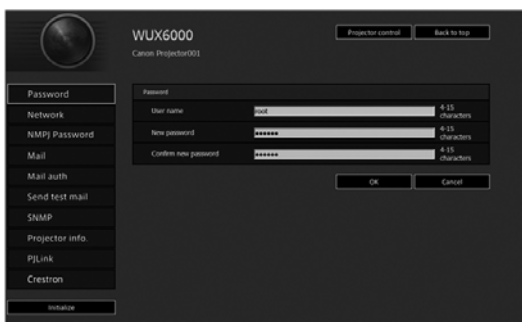 WUX6000
Canon Projector001
Projector control
Back to top
Password
Network
NMPJ Password
Mail
Mail auth
Send test mail
SNMP
Projector info.
PJLink
Crestron
Initialize
Password
User name
root
4-15
characters
New password
••••••
4-15
characters
Confirm new password
••••••
4-15
characters
OK
Cancel